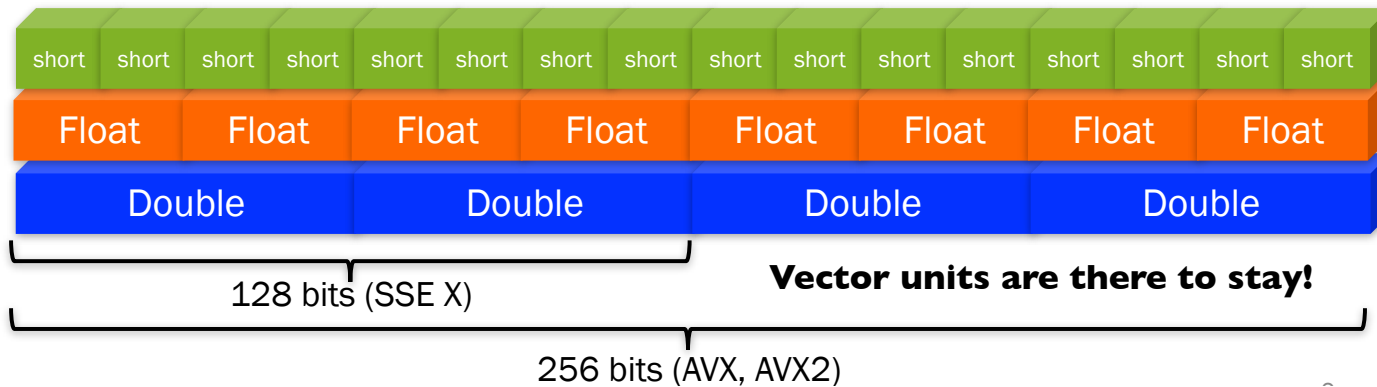 short short short short short short short short short short short short short short short short
Float Float Float Float Float Float Float Float
Double Double Double Double
128 bits (SSE X)
Vector units are there to stay!
256 bits (AVX, AVX2)